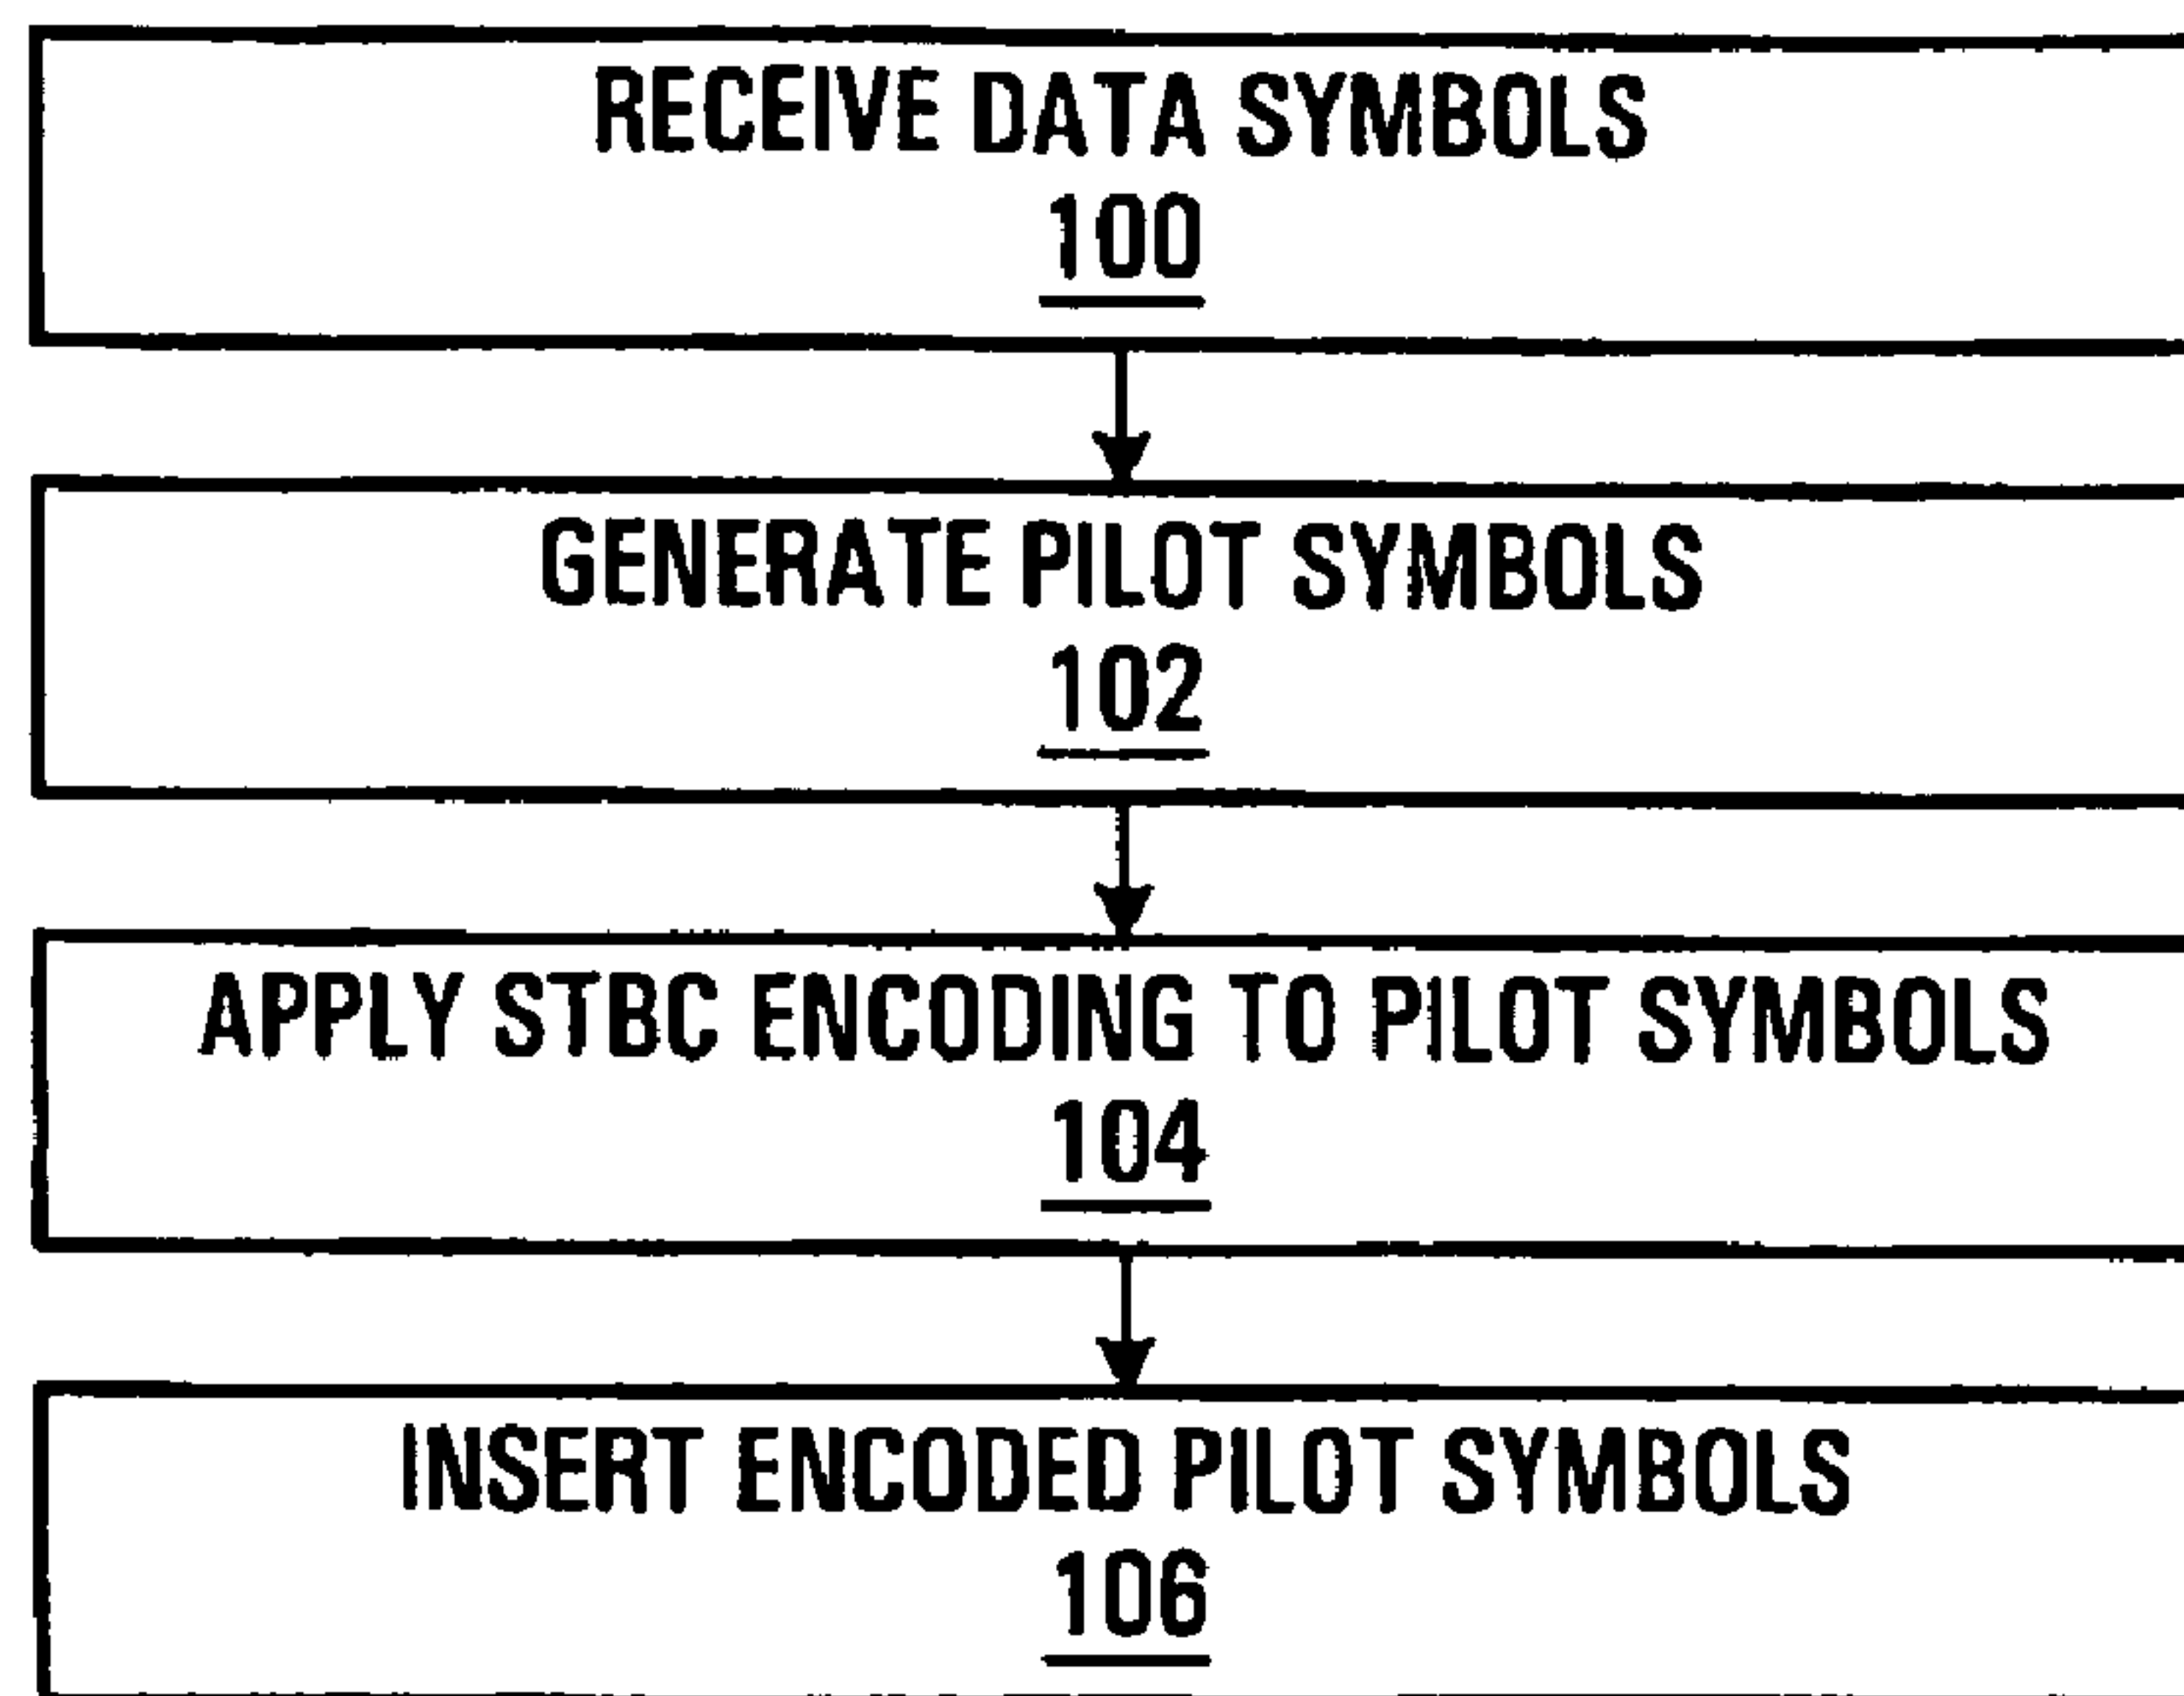 RECEIVE DATA SYMBOLS
100
GENERATE PILOT SYMBOLS
102
APPLY STBC ENCODING TO PILOT SYMBOLS
104
INSERT ENCODED PILOT SYMBOLS
106